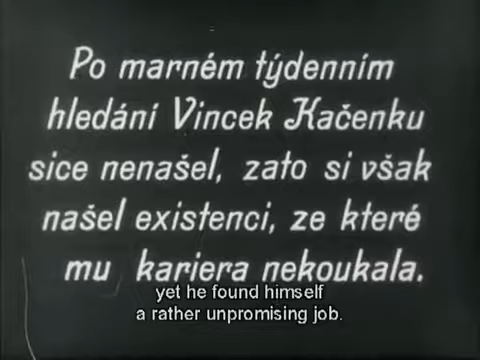 Po marném týdenním
hledání Vincek Kačenku
sice nenašel, zato si však
našel existenci, ze které
mu kariera nekoukala.
yet he found himself
a rather unpromising job.